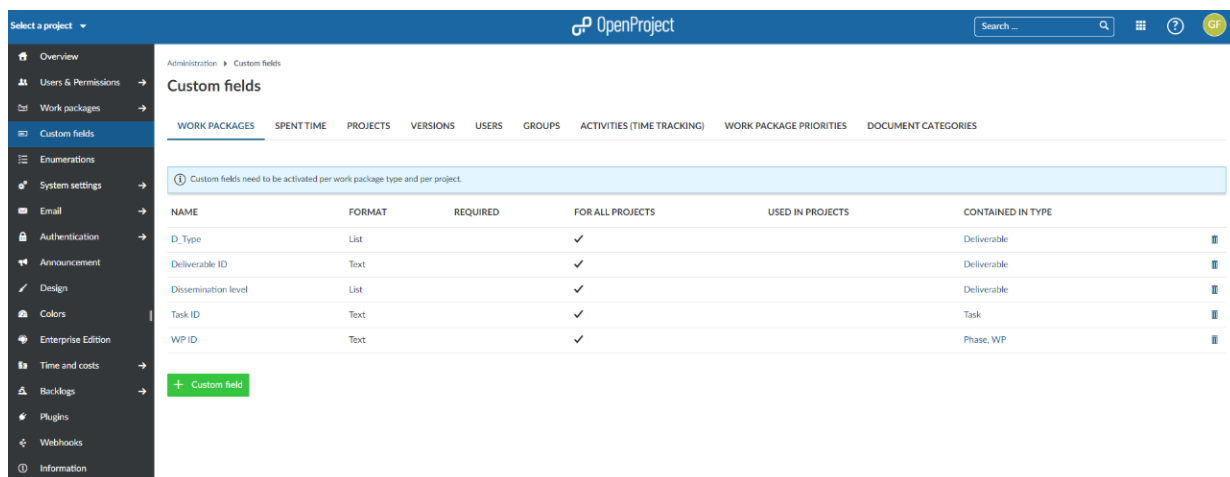 Select a project
OpenProject
Search ...
GF
Overview
Users & Permissions
Work packages
Custom fields
Enumerations
System settings
Email
Authentication
Announcement
Design
Colors
Enterprise Edition
Time and costs
Backlogs
Plugins
Webhooks
Information
Administration Custom fields
Custom fields
WORK PACKAGES SPENT TIME PROJECTS VERSIONS USERS GROUPS ACTIVITIES (TIME TRACKING) WORK PACKAGE PRIORITIES DOCUMENT CATEGORIES
Custom fields need to be activated per work package type and per project.
NAME FORMAT REQUIRED FOR ALL PROJECTS USED IN PROJECTS CONTAINED IN TYPE
D_Type List ✓ Deliverable
Deliverable ID Text ✓ Deliverable
Dissemination level List ✓ Deliverable
Task ID Text ✓ Task
WP ID Text ✓ Phase, WP
+ Custom field